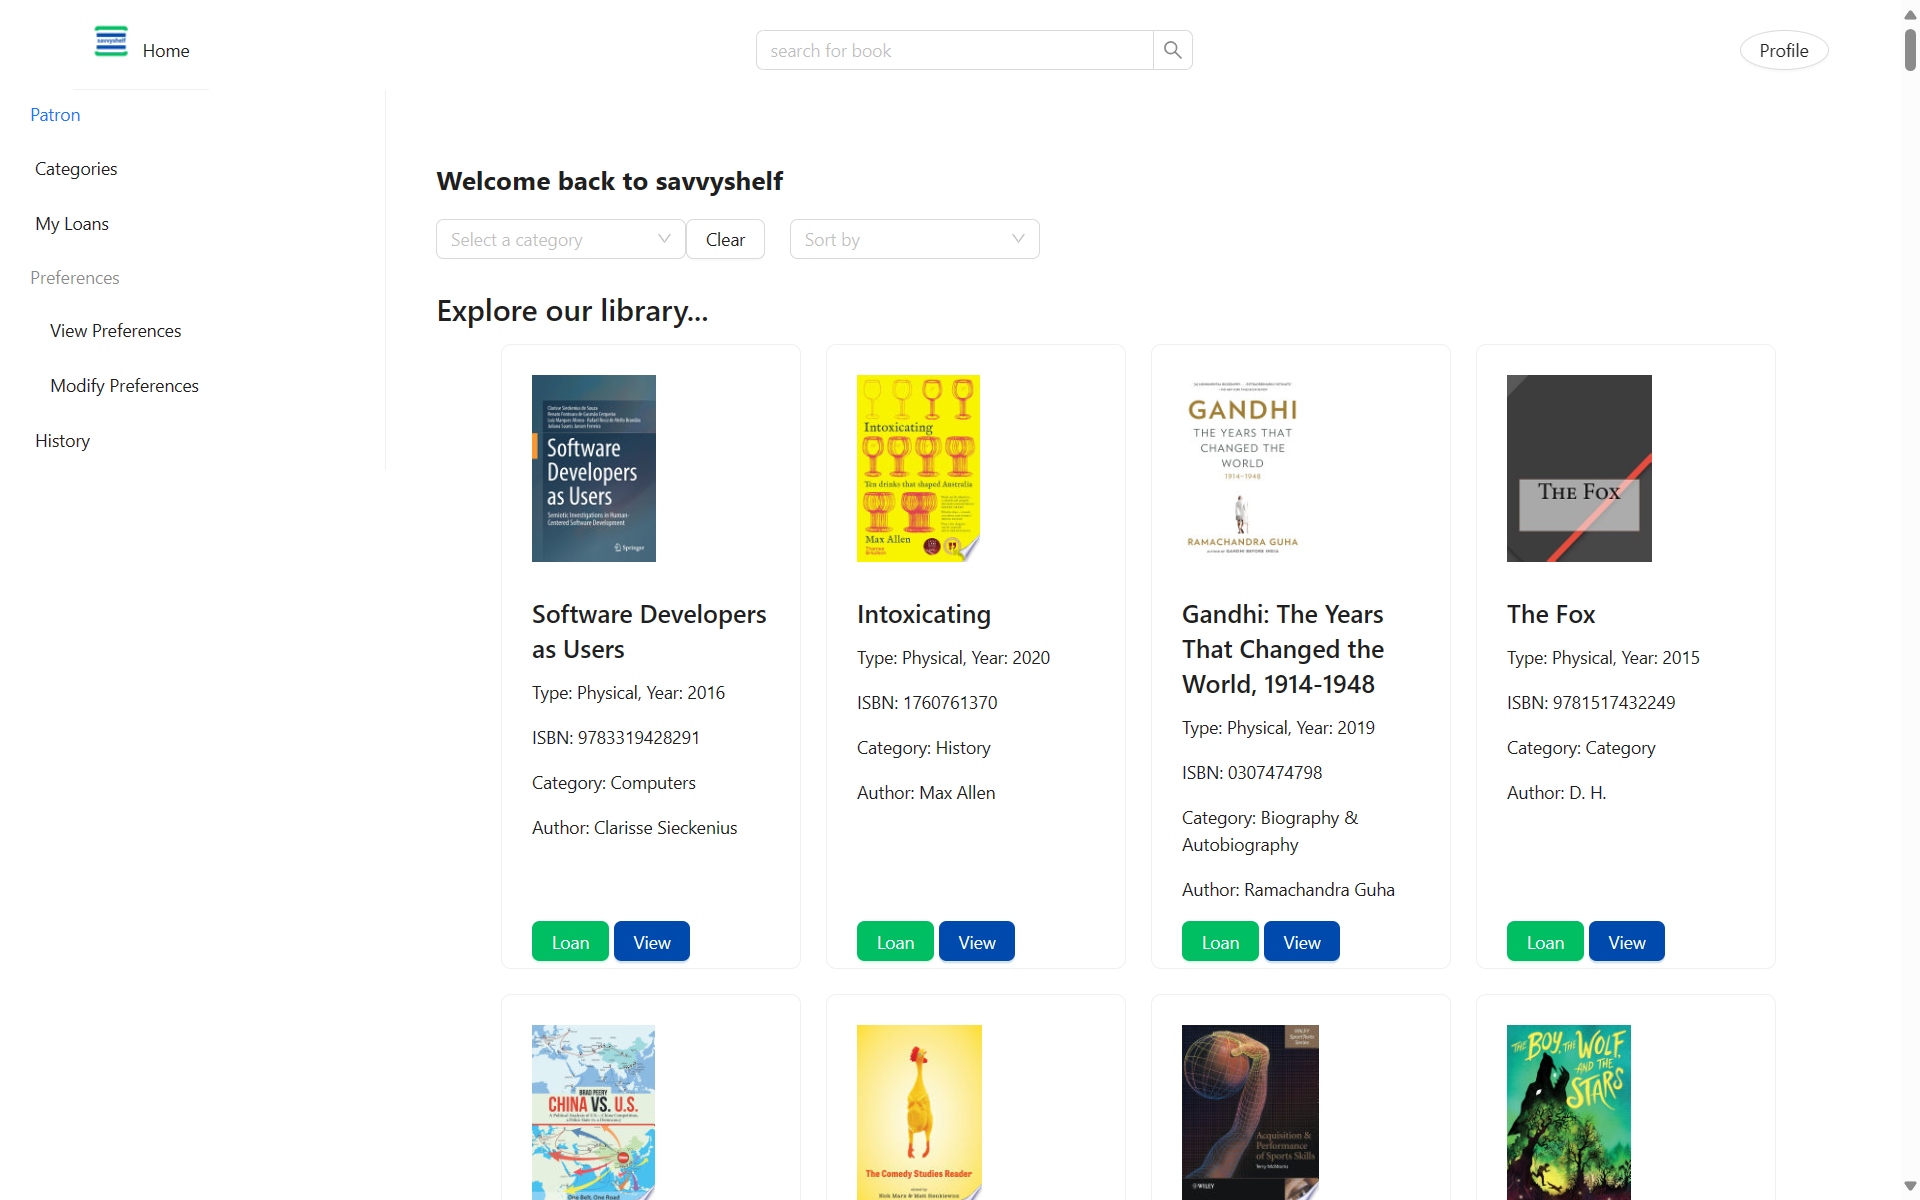 savvyshelf
Home
search for book
Profile
Patron
Categories
My Loans
Preferences
View Preferences
Modify Preferences
History
Welcome back to savvyshelf
Select a category
Clear
Sort by
Explore our library...
Software
Developers
as Users
Semiotic Investigations in Human-
Centered Software Development
Springer
Software Developers
as Users
Type: Physical, Year: 2016
ISBN: 9783319428291
Category: Computers
Author: Clarisse Sieckenius
Loan
View
Intoxicating
Ten drinks that shaped Australia
Max Allen
Intoxicating
Type: Physical, Year: 2020
ISBN: 1760761370
Category: History
Author: Max Allen
Loan
View
GANDHI
THE YEARS THAT
CHANGED THE
WORLD
1914–1948
RAMACHANDRA GUHA
AUTHOR OF GANDHI BEFORE INDIA
Gandhi: The Years
That Changed the
World, 1914-1948
Type: Physical, Year: 2019
ISBN: 0307474798
Category: Biography &
Autobiography
Author: Ramachandra Guha
Loan
View
THE FOX
The Fox
Type: Physical, Year: 2015
ISBN: 9781517432249
Category: Category
Author: D. H.
Loan
View
BRAD PEERY
CHINA VS. U.S.
One Belt, One Road
The Comedy Studies Reader
Acquisition &
Performance
of Sports Skills
Terry McMorris
WILEY
THE BOY, THE WOLF,
AND THE
STARS